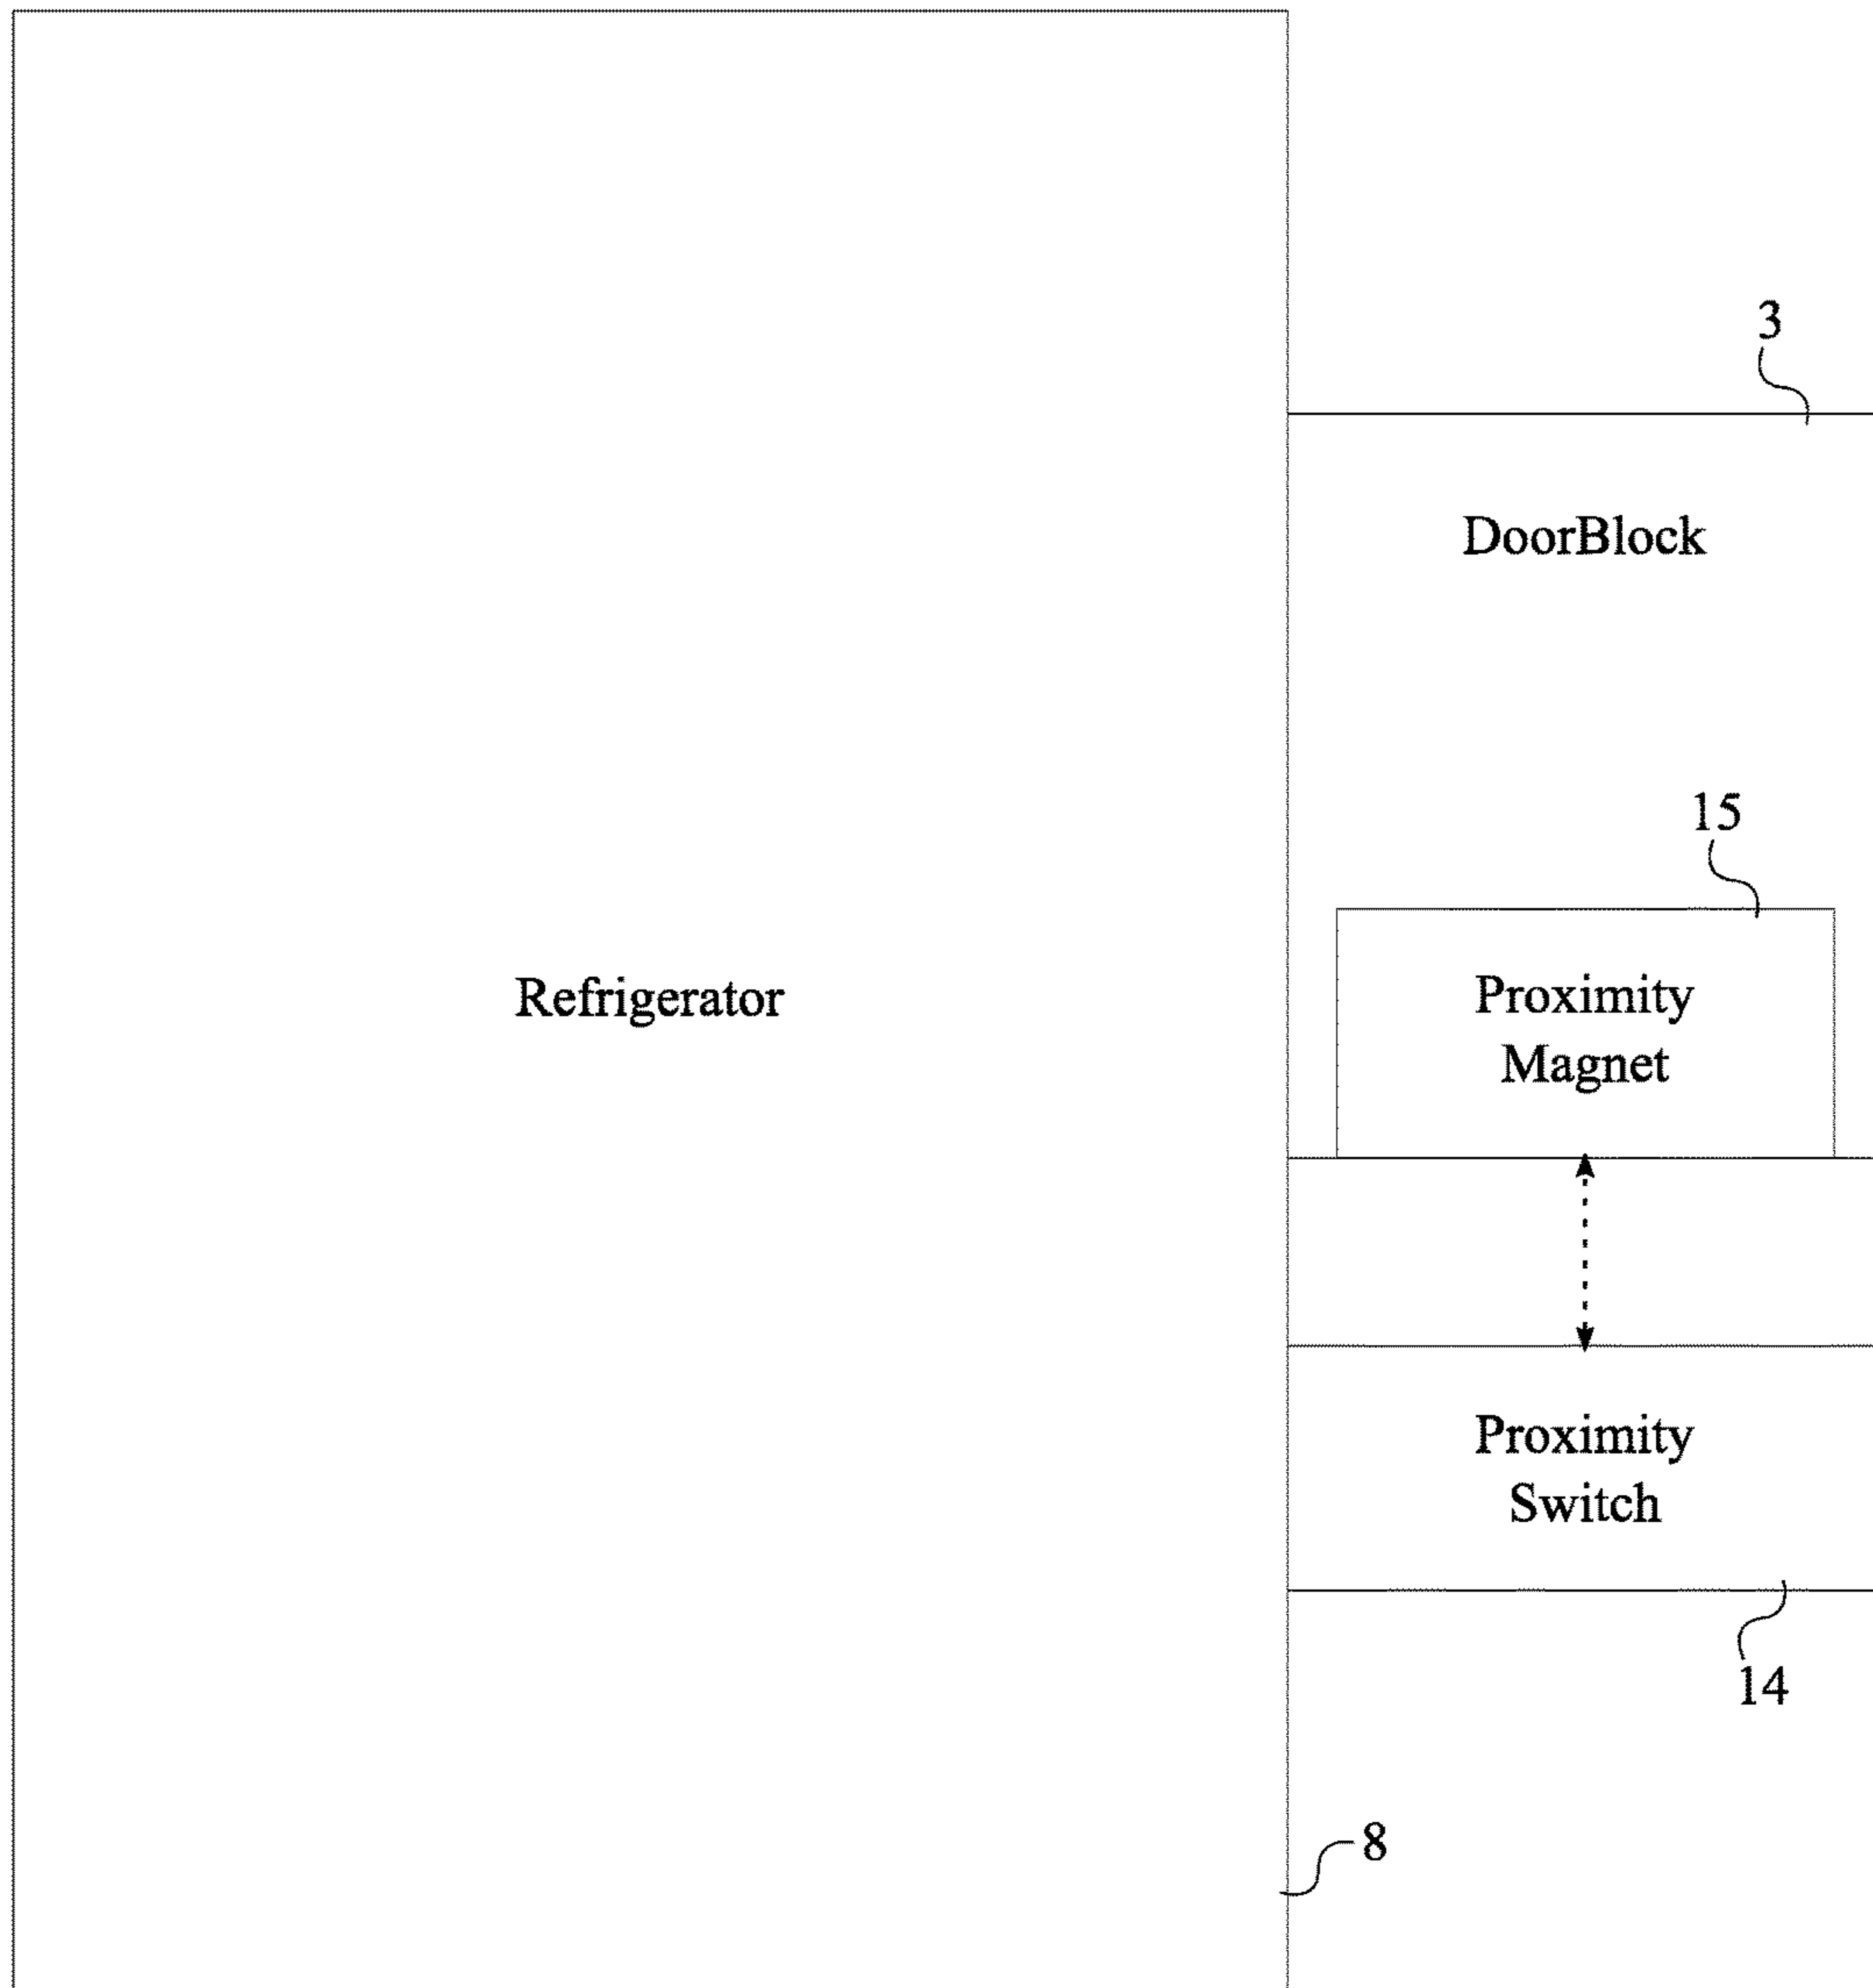 3
DoorBlock
15
Refrigerator
Proximity
Magnet
Proximity
Switch
14
8